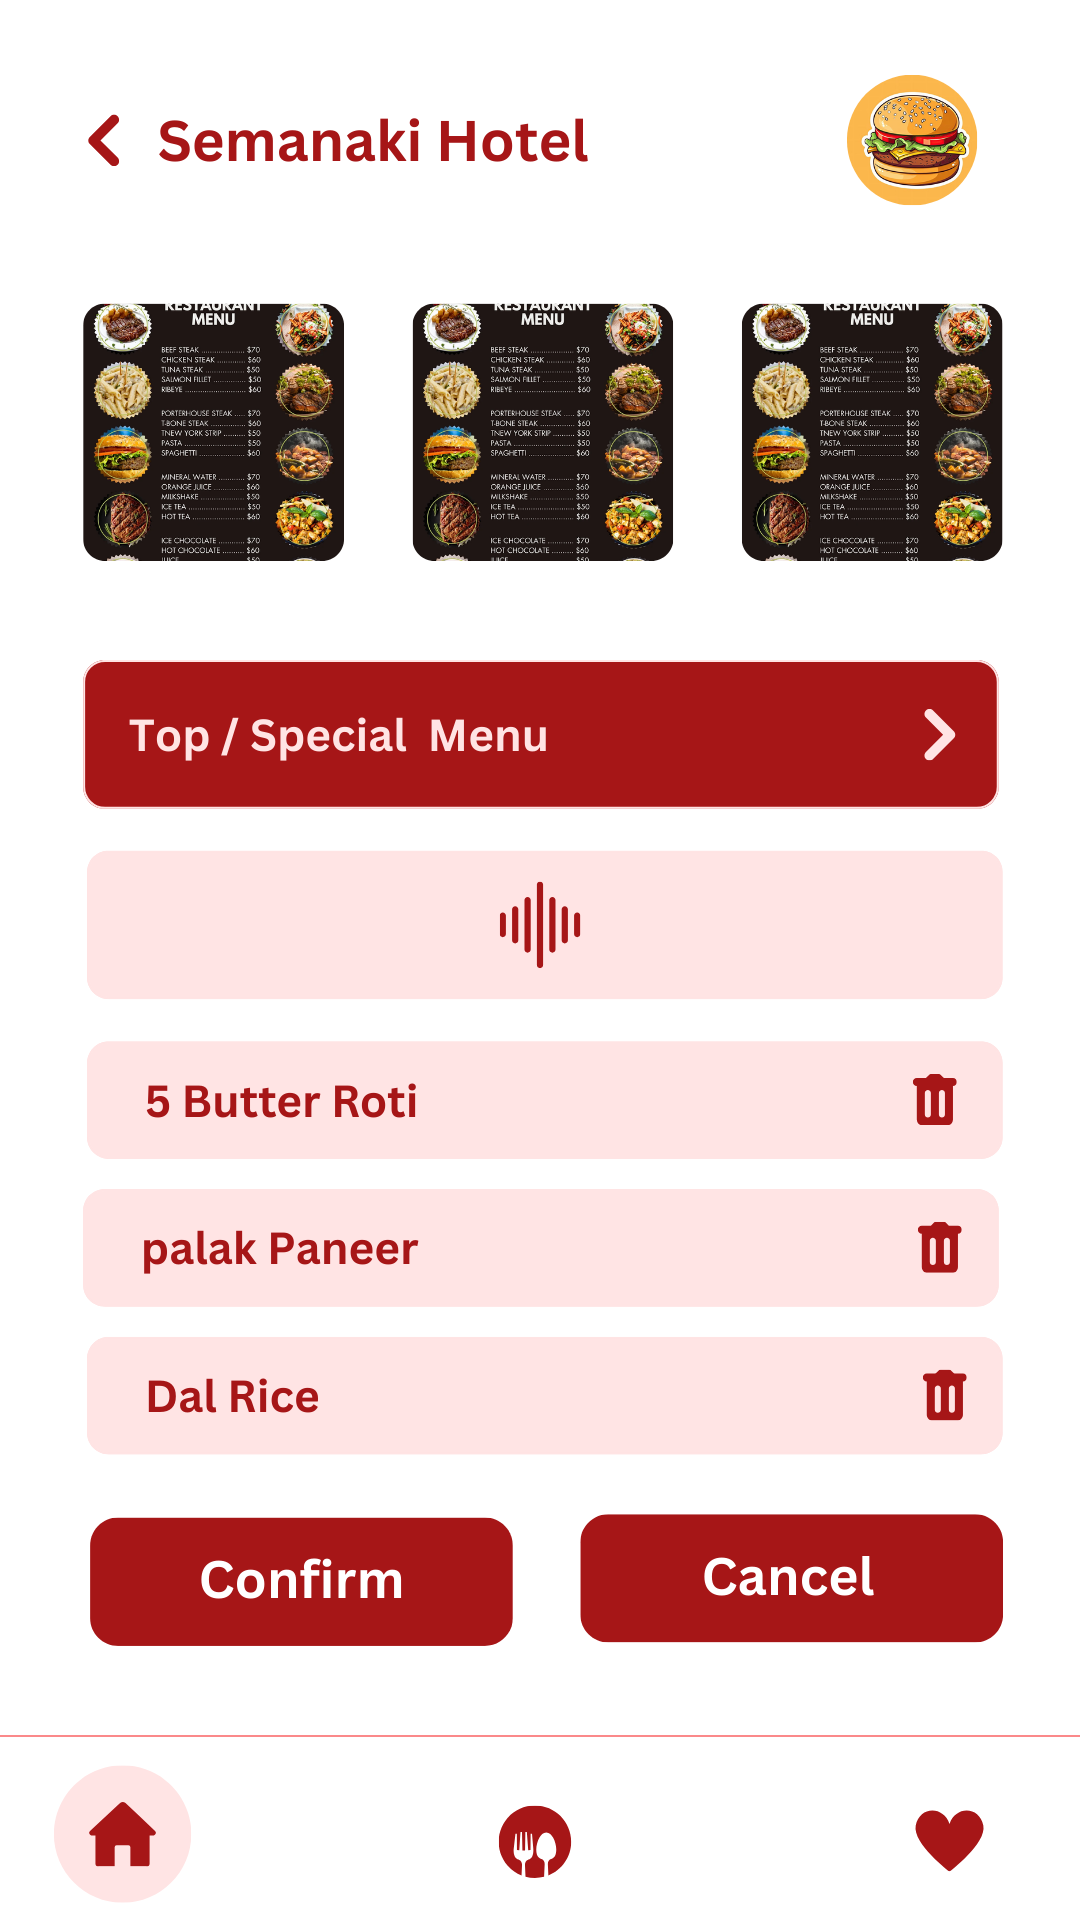 Semanaki Hotel
RESTAURANT
MENU
BEEF STEAK .................... $70
CHICKEN STEAK ............. $60
TUNA STEAK .................... $50
SALMON FILLET ............... $50
RIBEYE ............................. $60
PORTERHOUSE STEAK ..... $70
T-BONE STEAK ................. $60
TNEW YORK STRIP .......... $50
PASTA .............................. $50
SPAGHETTI ...................... $60
MINERAL WATER ............ $70
ORANGE JUICE ............... $60
MILKSHAKE .................... $50
ICE TEA .......................... $50
HOT TEA ........................ $60
ICE CHOCOLATE ............ $70
HOT CHOCOLATE .......... $60
JUICE ............................. $50
RESTAURANT
MENU
BEEF STEAK .................... $70
CHICKEN STEAK ............. $60
TUNA STEAK .................... $50
SALMON FILLET ............... $50
RIBEYE ............................. $60
PORTERHOUSE STEAK ..... $70
T-BONE STEAK ................. $60
TNEW YORK STRIP .......... $50
PASTA .............................. $50
SPAGHETTI ...................... $60
MINERAL WATER ............ $70
ORANGE JUICE ............... $60
MILKSHAKE .................... $50
ICE TEA .......................... $50
HOT TEA ........................ $60
ICE CHOCOLATE ............ $70
HOT CHOCOLATE .......... $60
JUICE ............................. $50
RESTAURANT
MENU
BEEF STEAK .................... $70
CHICKEN STEAK ............. $60
TUNA STEAK .................... $50
SALMON FILLET ............... $50
RIBEYE ............................. $60
PORTERHOUSE STEAK ..... $70
T-BONE STEAK ................. $60
TNEW YORK STRIP .......... $50
PASTA .............................. $50
SPAGHETTI ...................... $60
MINERAL WATER ............ $70
ORANGE JUICE ............... $60
MILKSHAKE .................... $50
ICE TEA .......................... $50
HOT TEA ........................ $60
ICE CHOCOLATE ............ $70
HOT CHOCOLATE .......... $60
JUICE ............................. $50
Top / Special Menu
5 Butter Roti
palak Paneer
Dal Rice
Confirm
Cancel